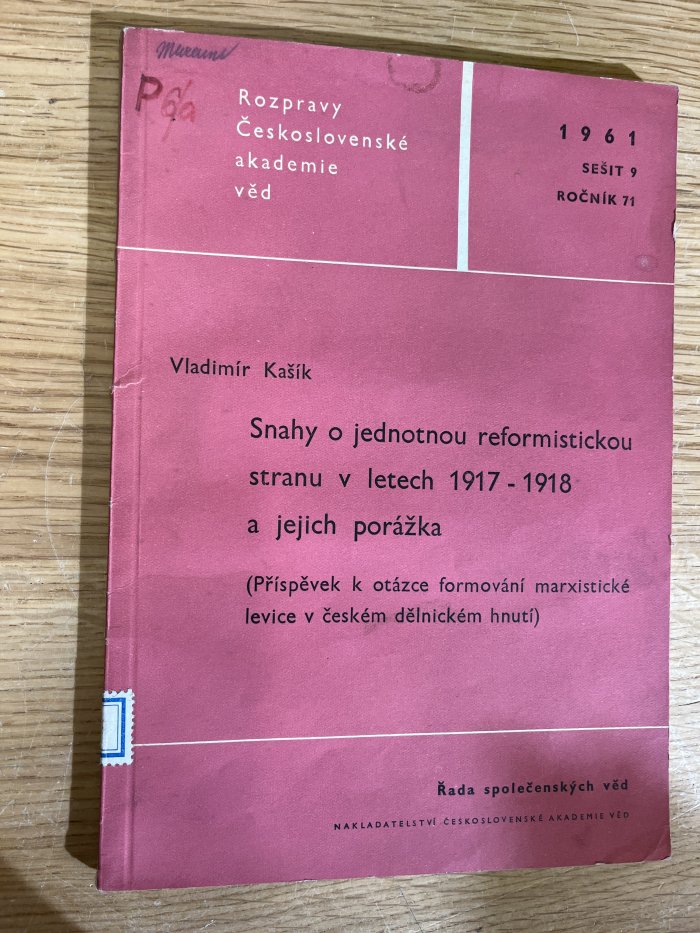 P 6/a
Rozpravy
Československé
akademie
věd
1961
SEŠIT 9
ROČNÍK 71
Vladimír Kašík
Snahy o jednotnou reformistickou
stranu v letech 1917 - 1918
a jejich porážka
(Příspěvek k otázce formování marxistické
levice v českém dělnickém hnutí)
Řada společenských věd
NAKLADATELSTVÍ ČESKOSLOVENSKÉ AKADEMIE VĚD